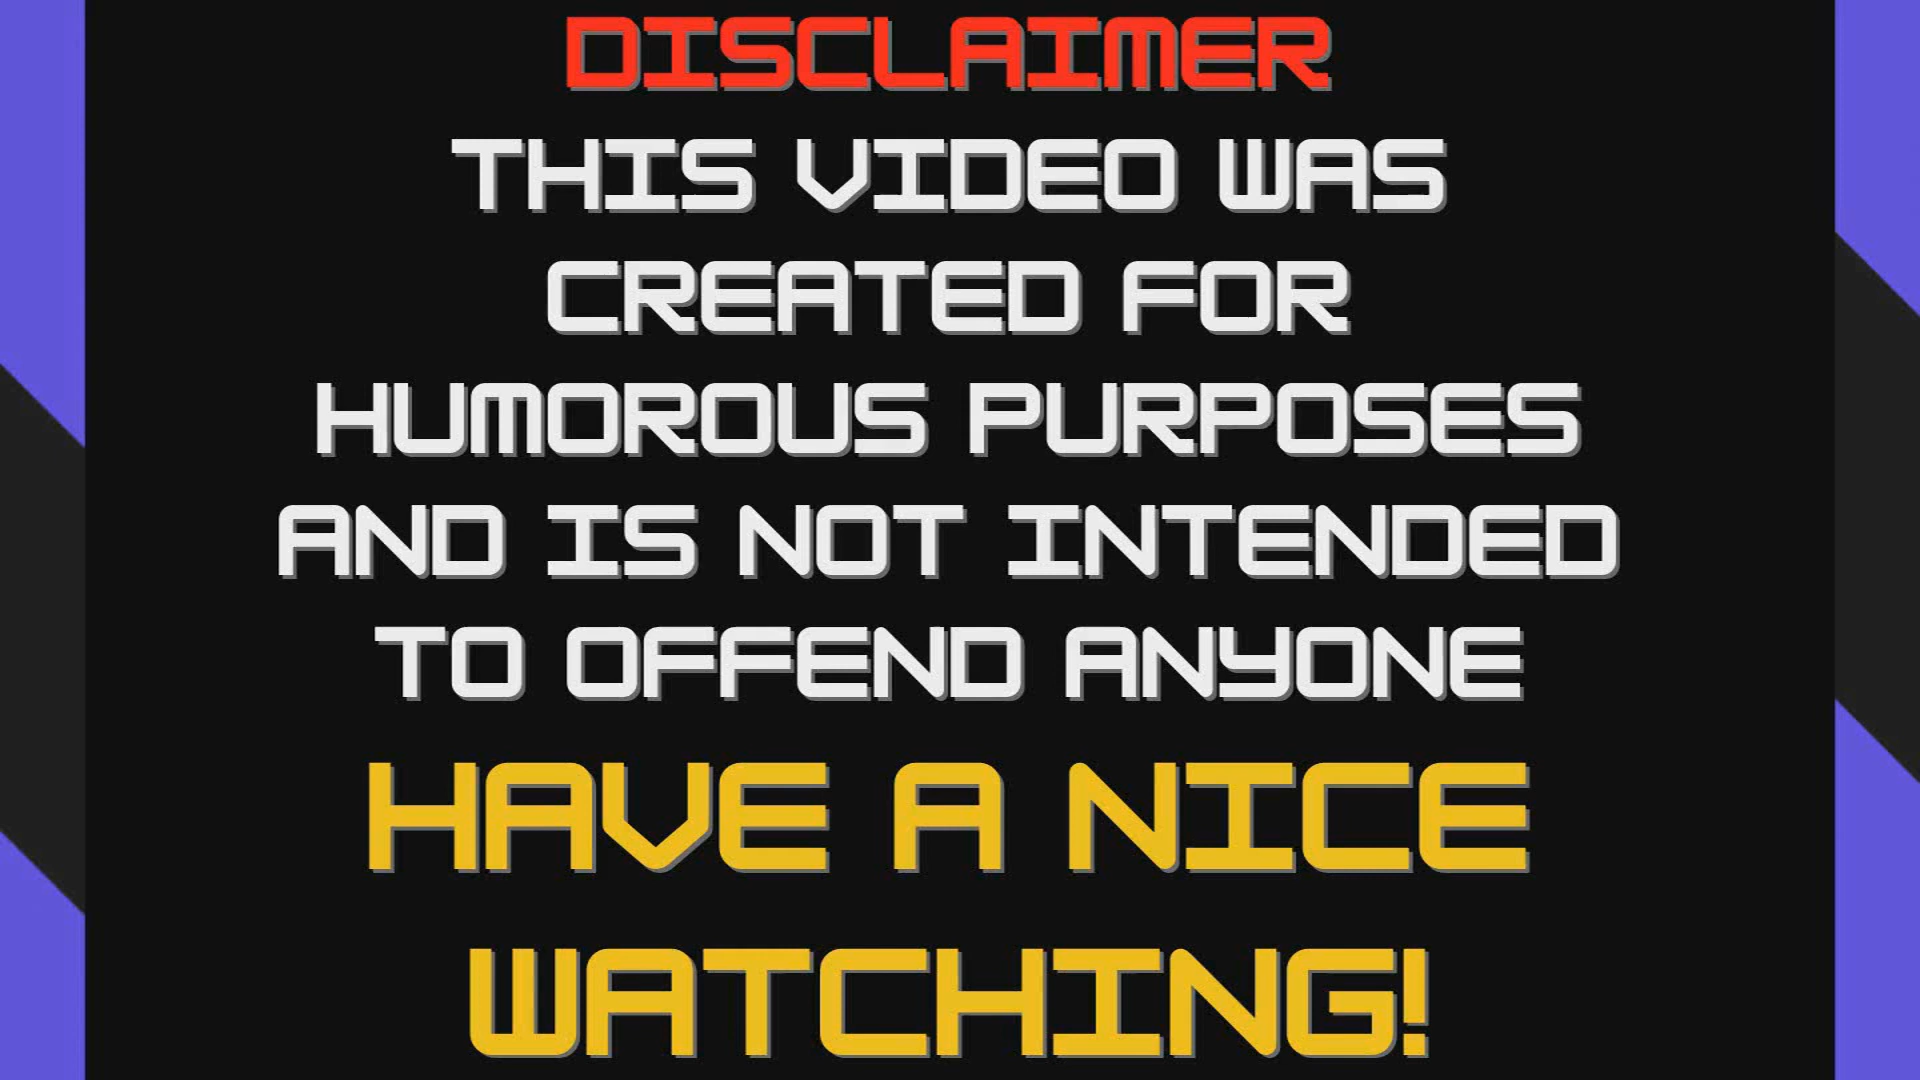 DISCLAIMER
THIS VIDEO WAS
CREATED FOR
HUMOROUS PURPOSES
AND IS NOT INTENDED
TO OFFEND ANYONE
HAVE A NICE
WATCHING!